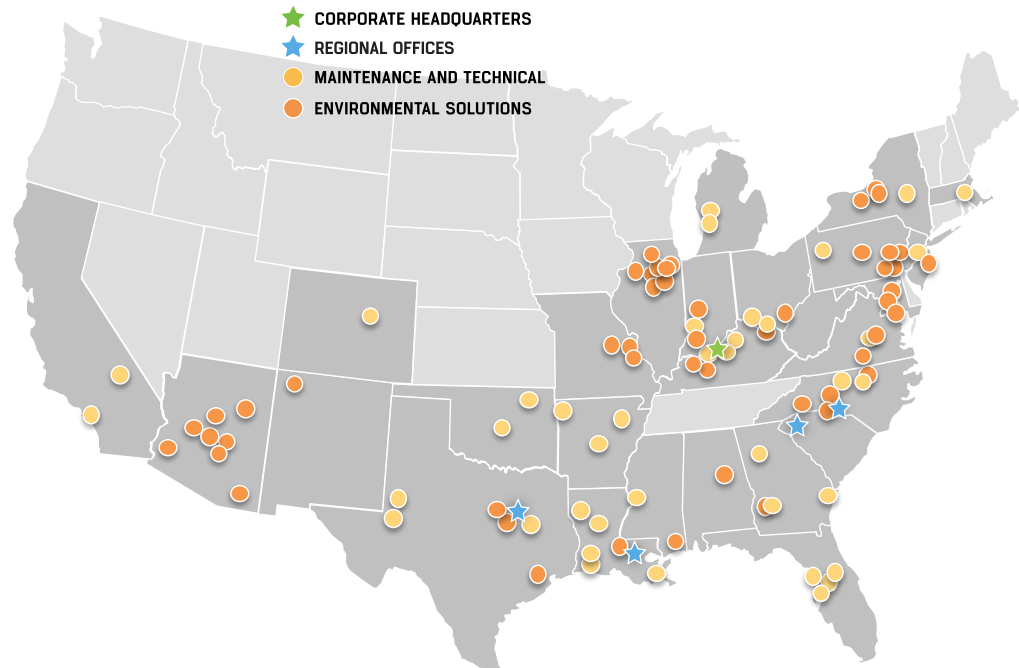 CORPORATE HEADQUARTERS
REGIONAL OFFICES
MAINTENANCE AND TECHNICAL
ENVIRONMENTAL SOLUTIONS